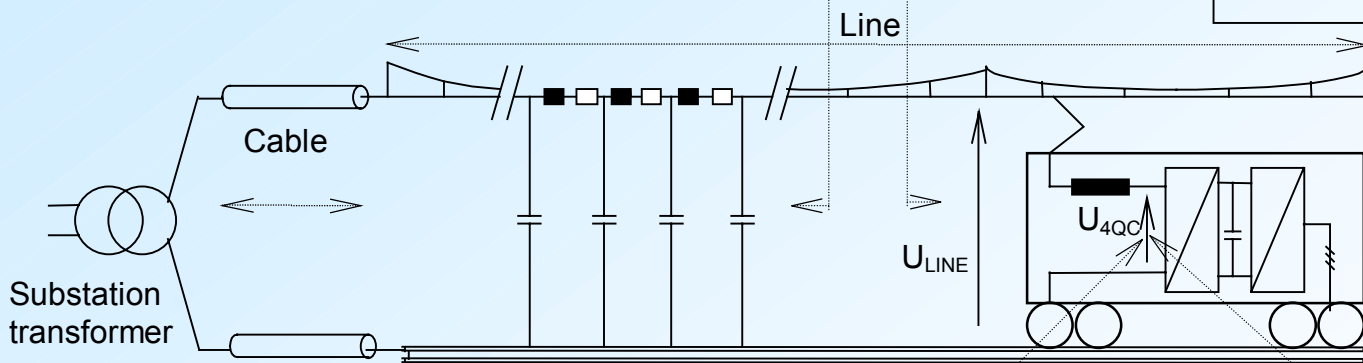 Line
Cable
U4QC
ULINE
Substation
transformer